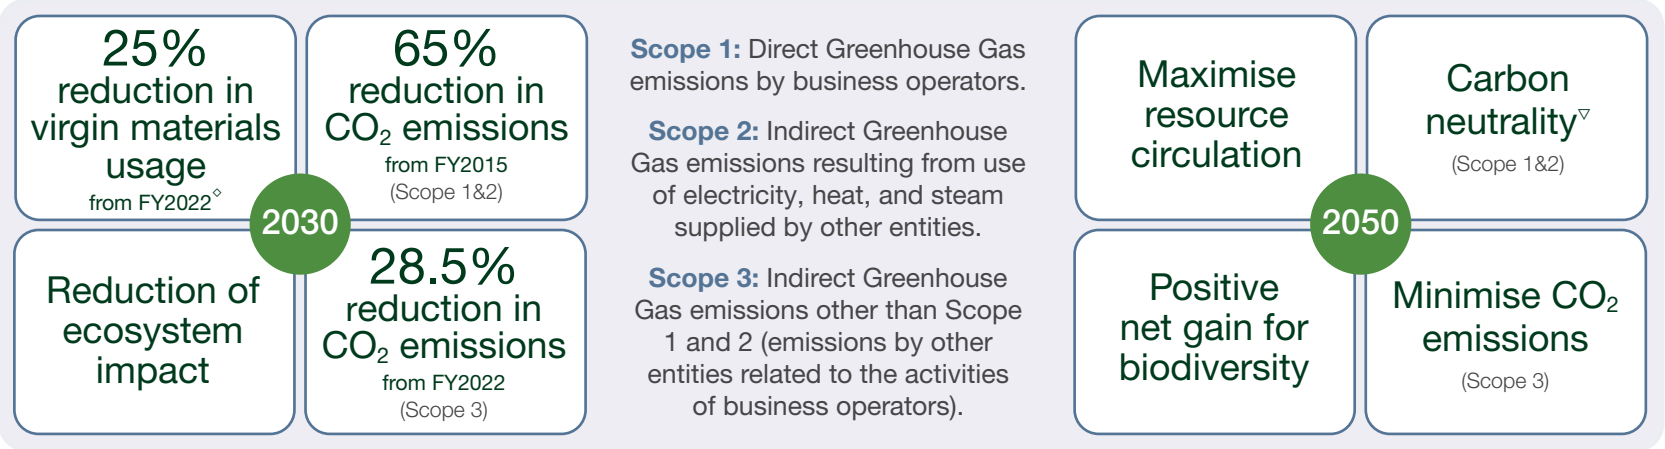 25%
reduction in
virgin materials
usage
from FY2022◇
65%
reduction in
CO₂ emissions
from FY2015
(Scope 1&2)
2030
Reduction of
ecosystem
impact
28.5%
reduction in
CO₂ emissions
from FY2022
(Scope 3)
Scope 1: Direct Greenhouse Gas
emissions by business operators.
Scope 2: Indirect Greenhouse
Gas emissions resulting from use
of electricity, heat, and steam
supplied by other entities.
Scope 3: Indirect Greenhouse
Gas emissions other than Scope
1 and 2 (emissions by other
entities related to the activities
of business operators).
Maximise
resource
circulation
Carbon
neutrality▽
(Scope 1&2)
2050
Positive
net gain for
biodiversity
Minimise CO₂
emissions
(Scope 3)